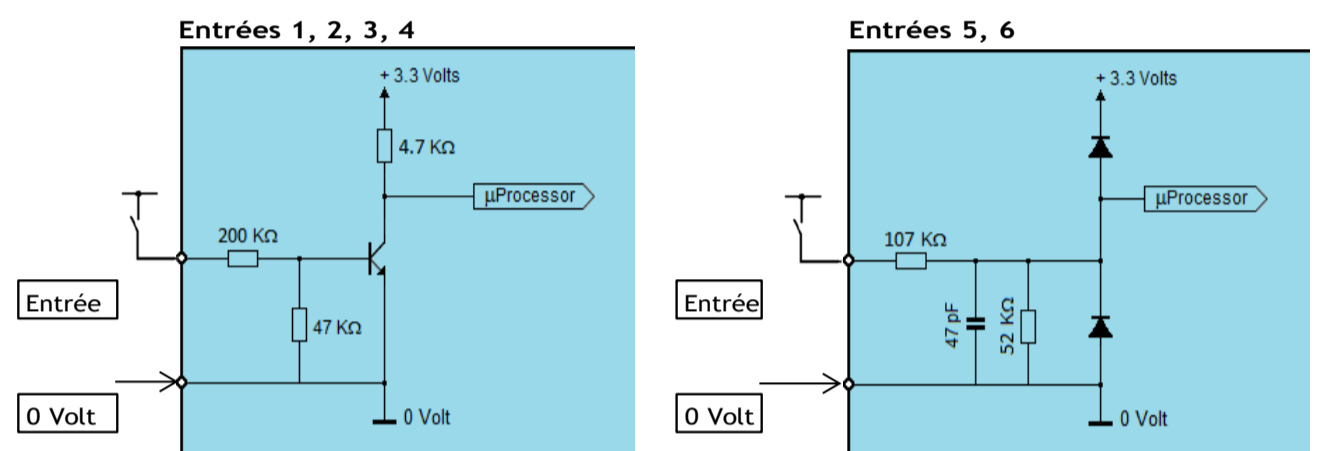 Entrées 1, 2, 3, 4
+ 3.3 Volts
4.7 KΩ
µProcessor
200 KΩ
47 KΩ
Entrée
0 Volt
0 Volt
Entrées 5, 6
+ 3.3 Volts
µProcessor
107 KΩ
47 pF
52 KΩ
Entrée
0 Volt
0 Volt